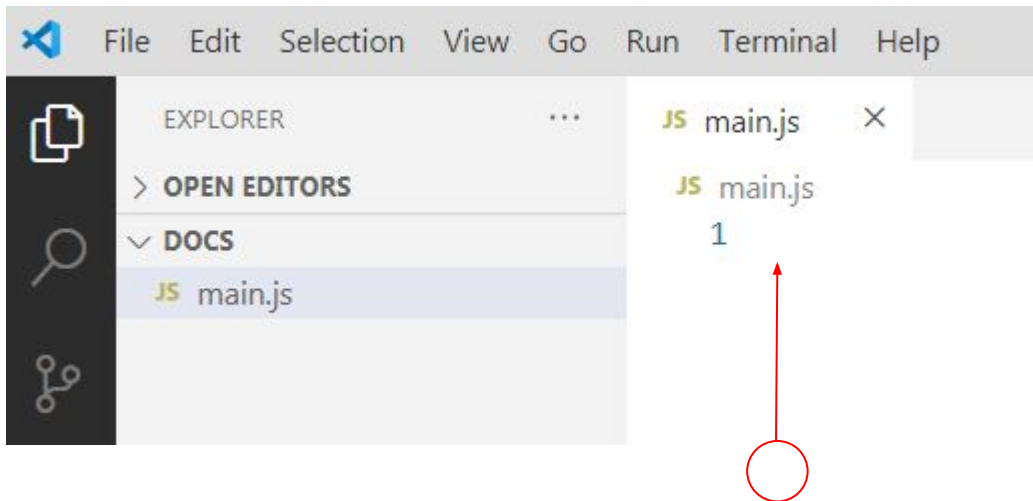 File Edit Selection View Go Run Terminal Help
EXPLORER ...
OPEN EDITORS
DOCS
JS main.js
JS main.js
JS main.js
1